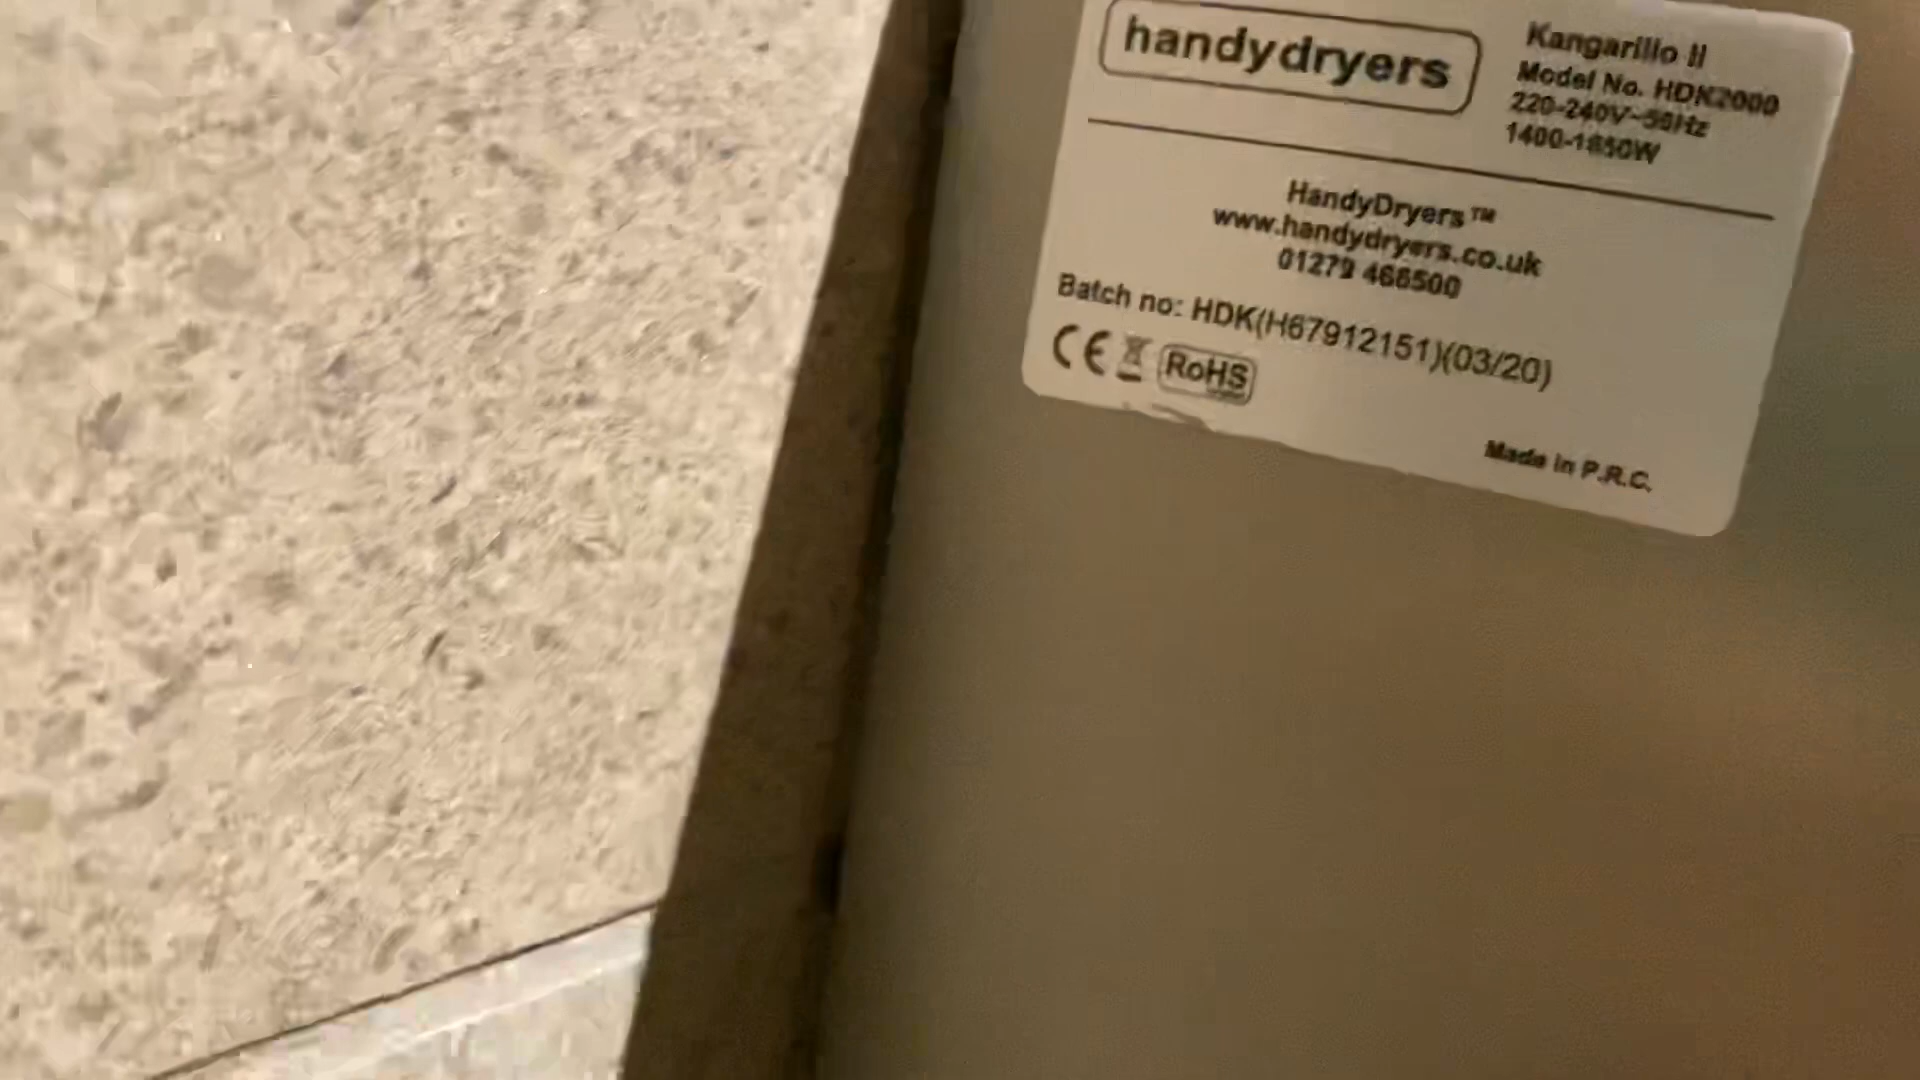 handydryers
Kangarillo II
Model No. HDK2000
220-240V~50Hz
1400-1850W
HandyDryers™
www.handydryers.co.uk
01279 466500
Batch no: HDK(H67912151)(03/20)
CE RoHS
Made in P.R.C.